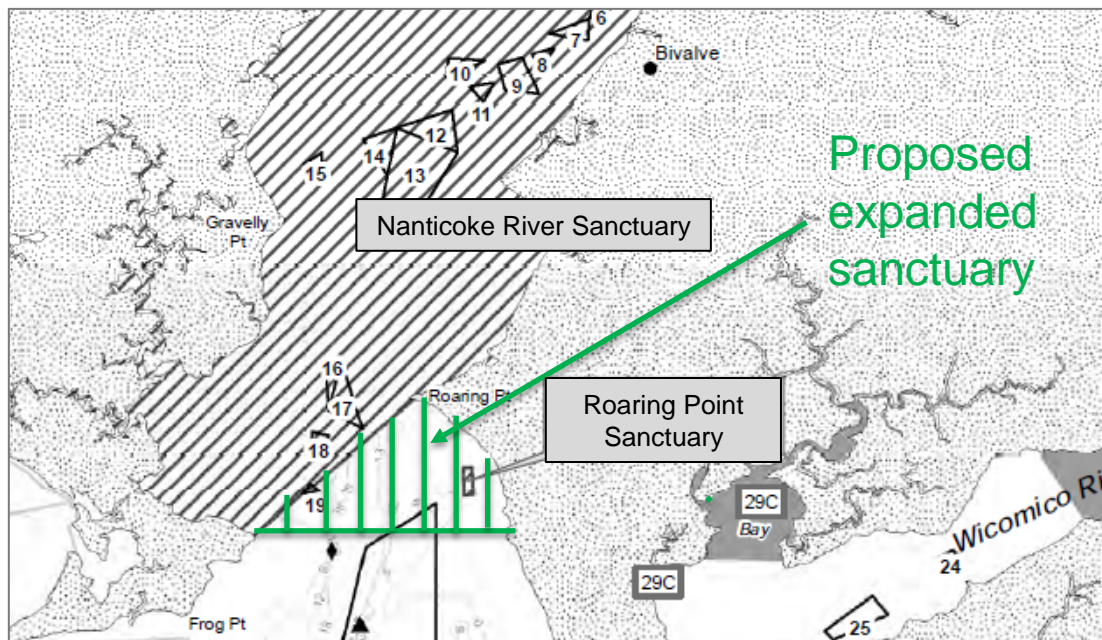 6
7
Bivalve
8
10
9
11
12
14
13
15
Proposed
expanded
sanctuary
Gravelly
Pt
Nanticoke River Sanctuary
16
Roaring Pt
17
Roaring Point
Sanctuary
18
19
29C
Bay
Wicomico Ri
24
29C
Frog Pt
25